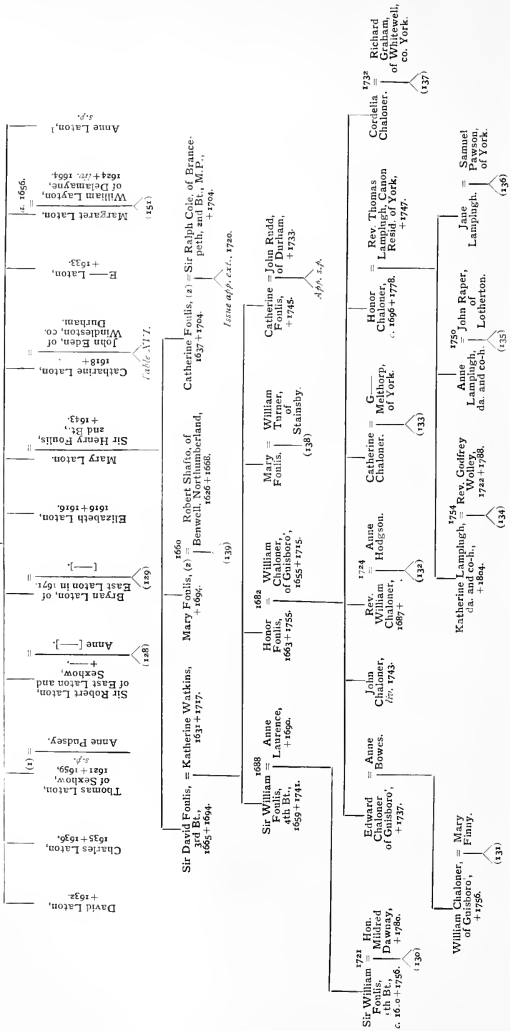 David Laton,
+1632.
Charles Laton,
1635+1636.
Thomas Laton,
of Sexhow,
1621+1659,
s.p.
(1)
=
Anne Pudsey.
Sir Robert Laton,
of East Laton and
Sexhow,
+——.
=
Anne [——].
(128)
Bryan Laton, of
East Laton in 1671.
=
[——].
(129)
Elizabeth Laton,
1616+1616.
Mary Laton.
=
Sir Henry Foulis,
2nd Bt.,
+1643.
Catharine Laton,
1618+
=
John Eden, of
Windleston, co.
Durham.
Table XVI.
E—— Laton,
+1633.
Margaret Laton.
c. 1656.
=
William Layton
of Delamayne,
1624+liv. 1664.
(151)
Anne Laton,¹
s.p.
Sir David Foulis,
3rd Bt.,
1665+1694.
=
Katherine Watkins,
1631+1717.
Mary Foulis, (2)
+1694.
1660
=
Robert Shafto, of
Benwell, Northumberland,
1626+1668.
(139)
Catherine Foulis, (2)
1637+1704.
=
Sir Ralph Cole, of Brance-
peth, 2nd Bt., M.P.,
+1704.
Issue app. ext., 1720.
Sir William
Foulis,
4th Bt.,
1659+1741.
1688
=
Anne
Laurence,
+1690.
Honor
Foulis,
1663+1755.
1682
=
William
Chaloner,
of Guisboro',
1655+1715.
Mary
Foulis.
=
William
Turner,
of
Stainsby.
(138)
Catherine
Foulis,
+1745.
=
John Rudd,
of Durham,
+1733.
App. s.p.
Sir William
Foulis,
th Bt.,
1721
=
Hon.
Mildred
Dawnay,
+1780.
(130)
Edward
Chaloner
of Guisboro',
+1737.
=
Anne
Bowes.
John
Chaloner,
liv. 1743.
Rev.
William
Chaloner,
1687+
1724
=
Anne
Hodgson.
(132)
Catherine
Chaloner.
=
G——
Melthorp,
of York.
(133)
Honor
Chaloner,
c. 1696+1778.
=
Rev. Thomas
Lamplugh, Canon
Resid. of York,
+1747.
Cordelia
Chaloner.
1732
=
Richard
Graham,
of Whitewell,
co. York.
(137)
William Chaloner,
of Guisboro',
+1756.
=
Mary
Finny.
(131)
Katherine Lamplugh,
da. and co-h.,
+1804.
1754
=
Rev. Godfrey
Wolley,
1722+1788.
(134)
Anne
Lamplugh,
da. and co-h.
1750
=
John Raper,
of
Lotherton.
(135)
Jane
Lamplugh.
=
Samuel
Pawson,
of York.
(136)